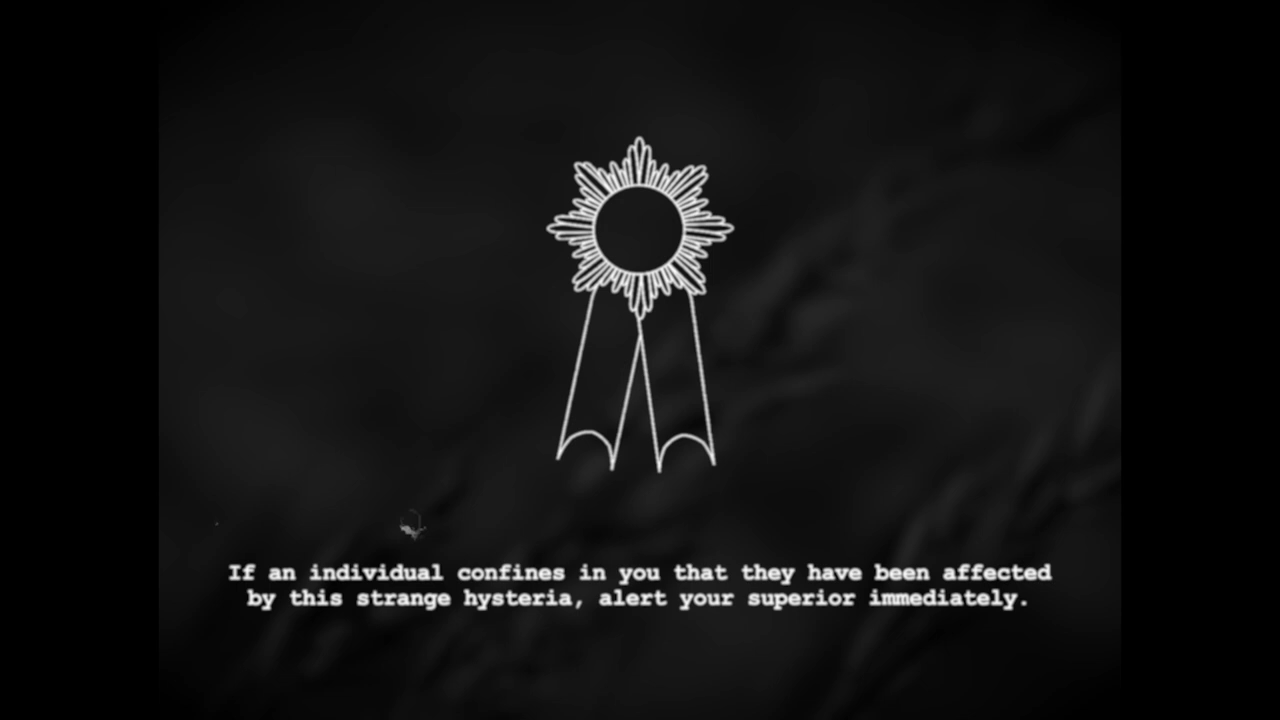 If an individual confines in you that they have been affected
by this strange hysteria, alert your superior immediately.